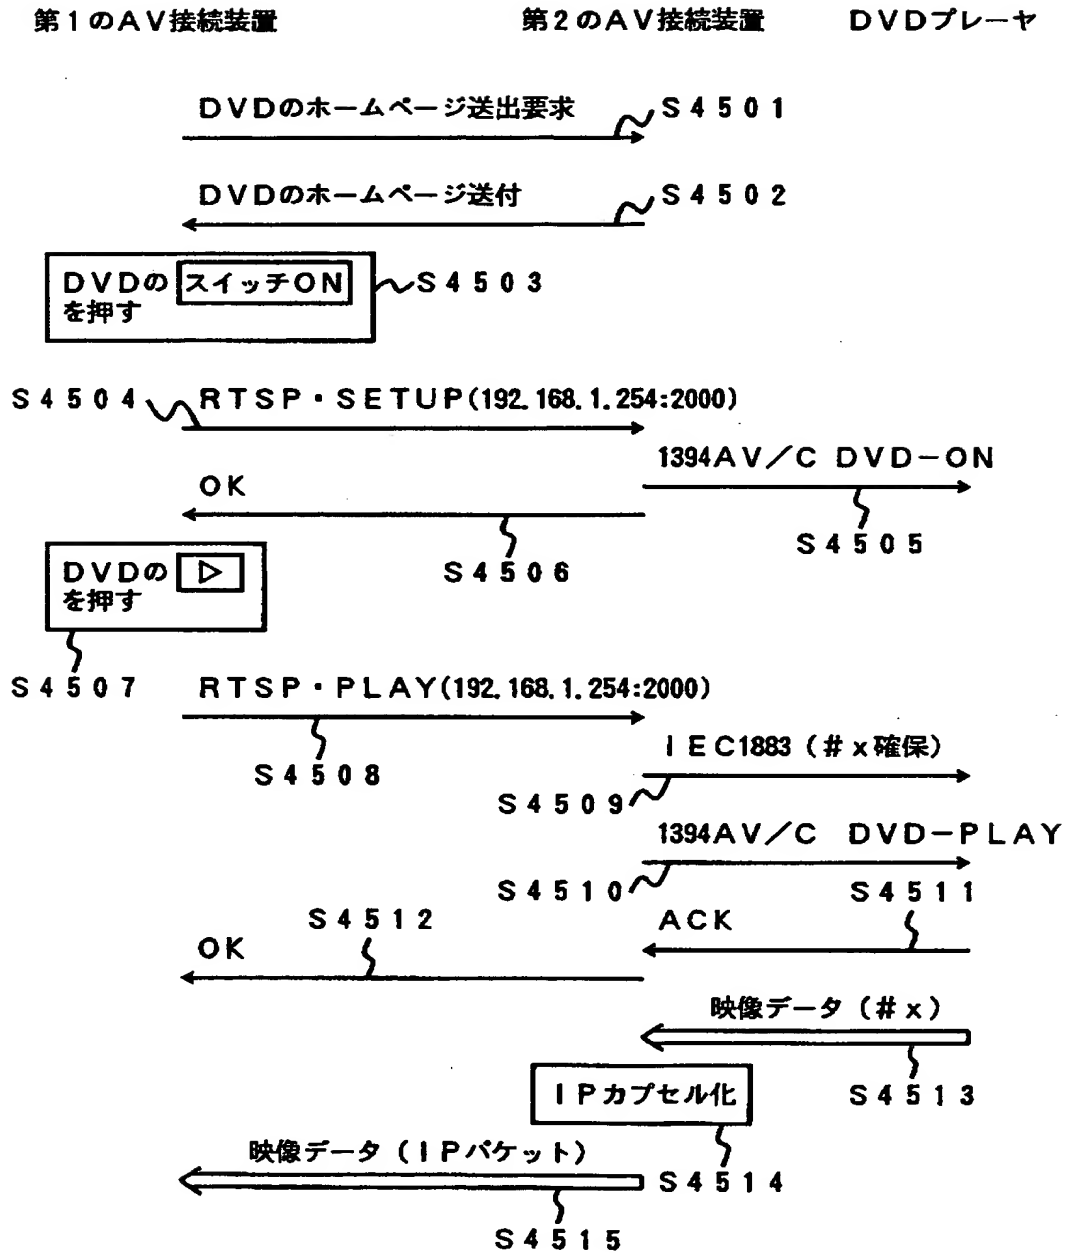 第1のAV接続装置 第2のAV接続装置 DVDプレーヤ
DVDのホームページ送出要求 S4501
DVDのホームページ送付 S4502
DVDの スイッチON S4503
を押す
S4504 RTSP・SETUP(192.168.1.254:2000)
1394AV/C DVD-ON
OK
S4505
S4506
DVDの ▷
を押す
S4507 RTSP・PLAY(192.168.1.254:2000)
IEC1883(#x確保)
S4508
S4509
1394AV/C DVD-PLAY
S4510 S4511
S4512 ACK
OK
映像データ(#x)
IPカプセル化 S4513
映像データ(IPパケット)
S4514
S4515